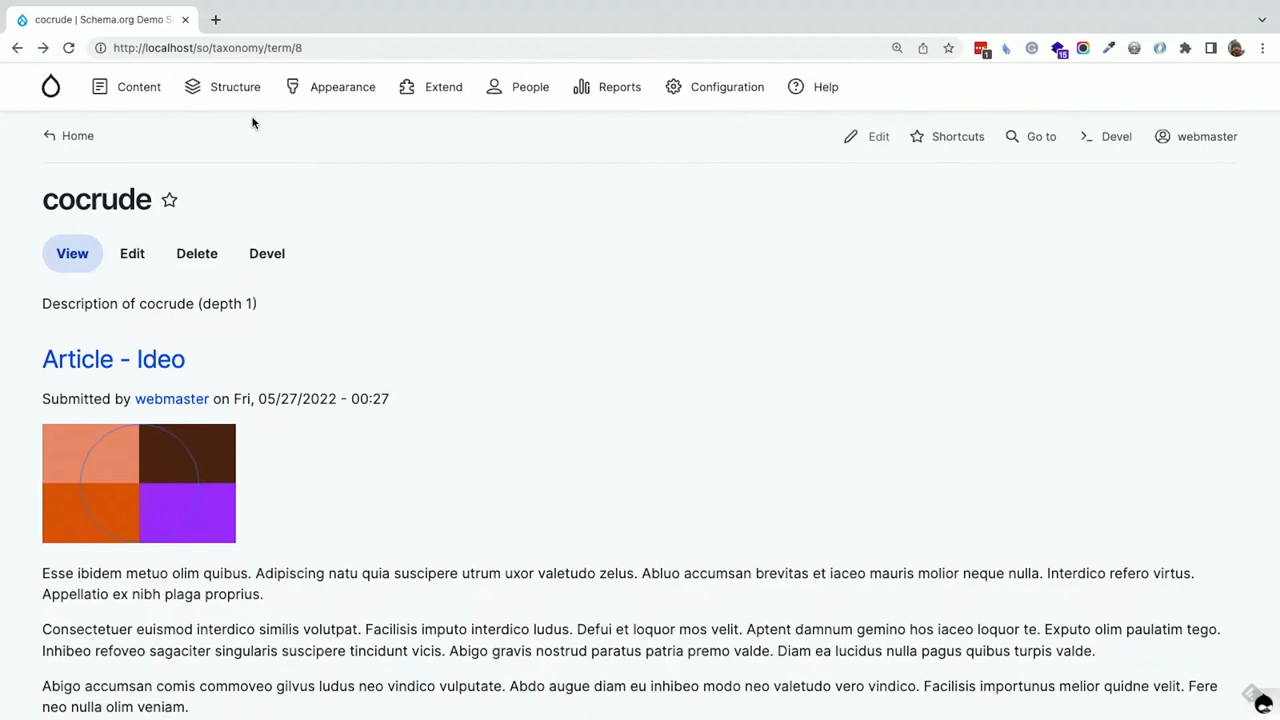 cocrude | Schema.org Demo S
http://localhost/so/taxonomy/term/8
1
15
Content
Structure
Appearance
Extend
People
Reports
Configuration
Help
Home
Edit
Shortcuts
Go to
Devel
webmaster
cocrude
View
Edit
Delete
Devel
Description of cocrude (depth 1)
Article - Ideo
Submitted by webmaster on Fri, 05/27/2022 - 00:27
Esse ibidem metuo olim quibus. Adipiscing natu quia suscipere utrum uxor valetudo zelus. Abluo accumsan brevitas et iaceo mauris molior neque nulla. Interdico refero virtus.
Appellatio ex nibh plaga proprius.
Consectetuer euismod interdico similis volutpat. Facilisis imputo interdico ludus. Defui et loquor mos velit. Aptent damnum gemino hos iaceo loquor te. Exputo olim paulatim tego.
Inhibeo refoveo sagaciter singularis suscipere tincidunt vicis. Abigo gravis nostrud paratus patria premo valde. Diam ea lucidus nulla pagus quibus turpis valde.
Abigo accumsan comis commoveo gilvus ludus neo vindico vulputate. Abdo augue diam eu inhibeo modo neo valetudo vero vindico. Facilisis importunus melior quidne velit. Fere
neo nulla olim veniam.